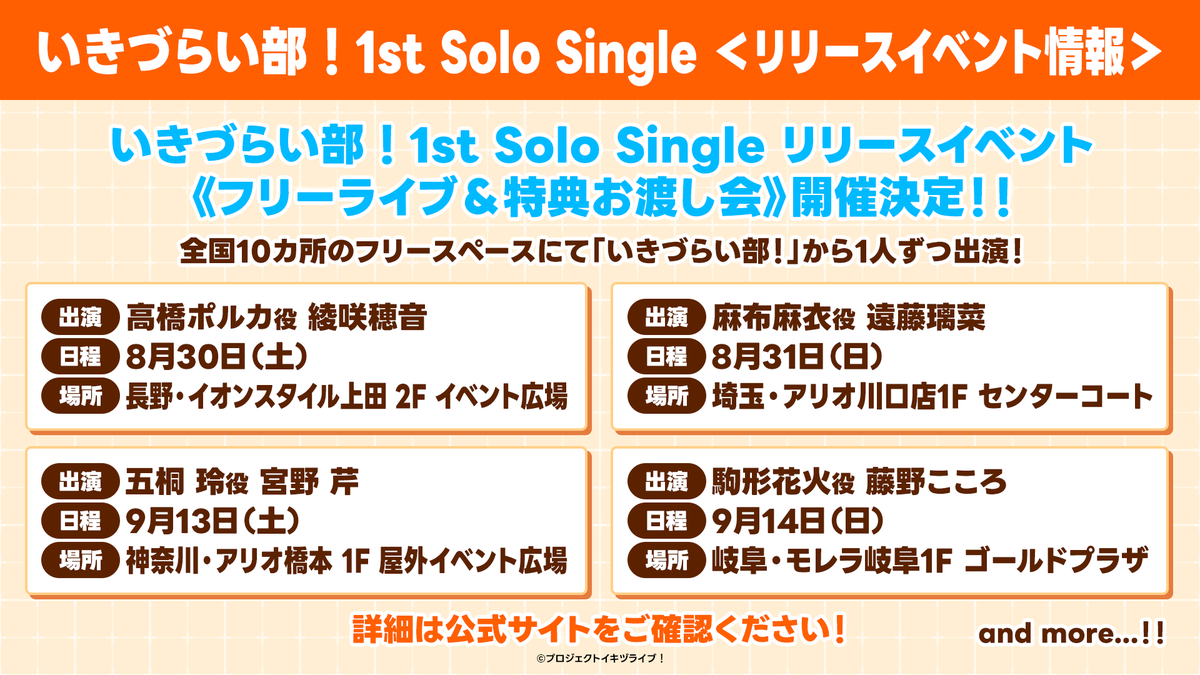 いきづらい部！1st Solo Single ＜リリースイベント情報＞
いきづらい部！1st Solo Single リリースイベント
《フリーライブ＆特典お渡し会》開催決定！！
全国10カ所のフリースペースにて「いきづらい部！」から1人ずつ出演！
出演 高橋ポルカ役 綾咲穂音
日程 8月30日（土）
場所 長野・イオンスタイル上田 2F イベント広場
出演 麻布麻衣役 遠藤璃菜
日程 8月31日（日）
場所 埼玉・アリオ川口店1F センターコート
出演 五桐 玲役 宮野 芹
日程 9月13日（土）
場所 神奈川・アリオ橋本 1F 屋外イベント広場
出演 駒形花火役 藤野こころ
日程 9月14日（日）
場所 岐阜・モレラ岐阜1F ゴールドプラザ
詳細は公式サイトをご確認ください！
and more...!!
©プロジェクトイキヅライブ！